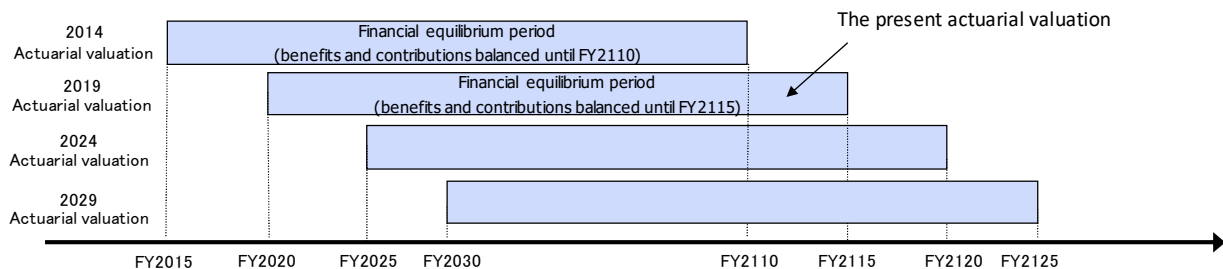 The present actuarial valuation
2014
Actuarial valuation
Financial equilibrium period
(benefits and contributions balanced until FY2110)
2019
Actuarial valuation
Financial equilibrium period
(benefits and contributions balanced until FY2115)
2024
Actuarial valuation
2029
Actuarial valuation
FY2015 FY2020 FY2025 FY2030 FY2110 FY2115 FY2120 FY2125